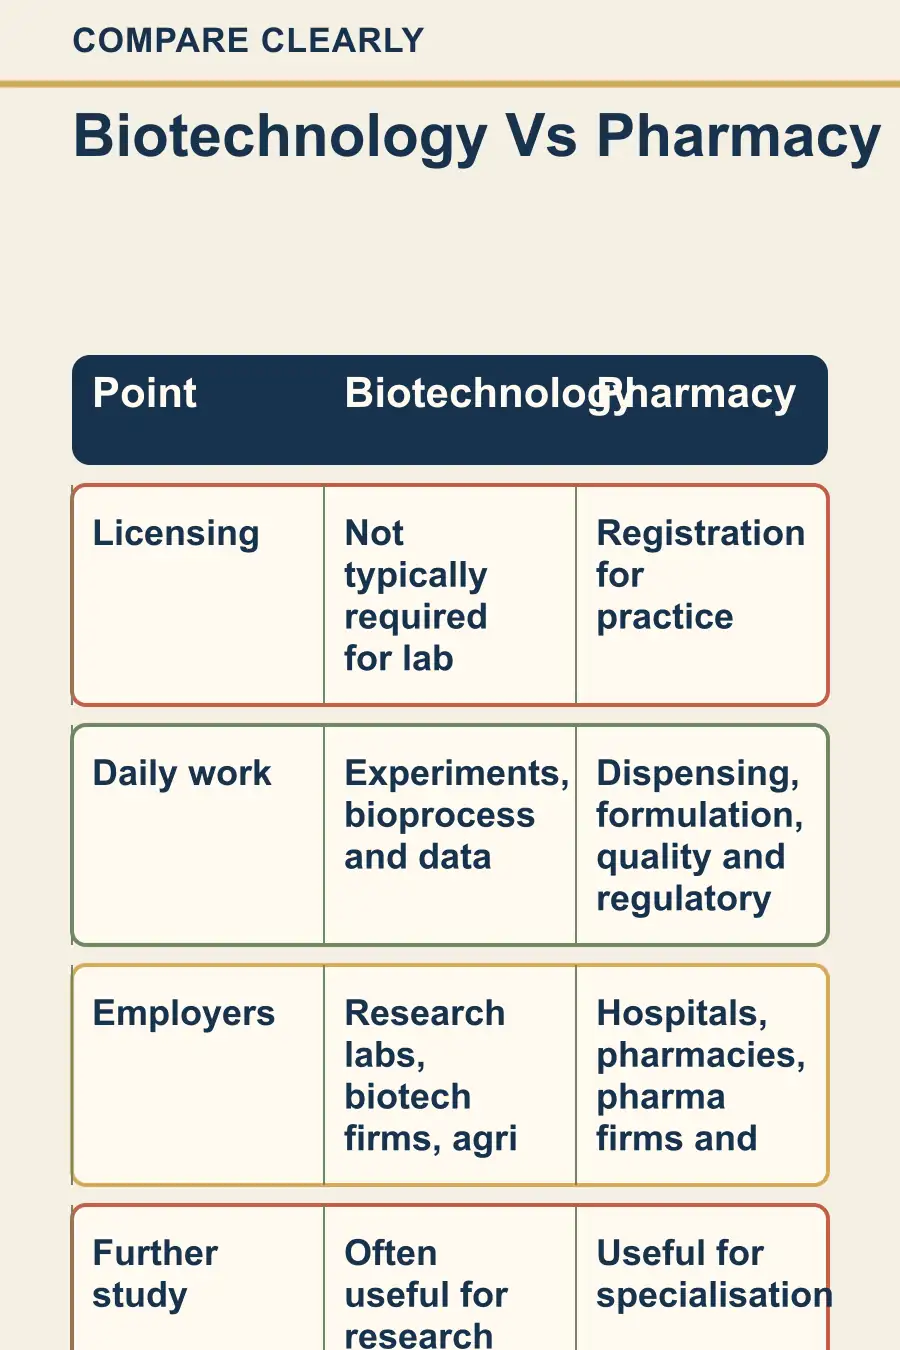 COMPARE CLEARLY
Biotechnology Vs Pharmacy
Point
Biotechnology
Pharmacy
Licensing
Not
typically
required
for lab
Registration
for
practice
Daily work
Experiments,
bioprocess
and data
Dispensing,
formulation,
quality and
regulatory
Employers
Research
labs,
biotech
firms, agri
Hospitals,
pharmacies,
pharma
firms and
Further
study
Often
useful for
research
Useful for
specialisation